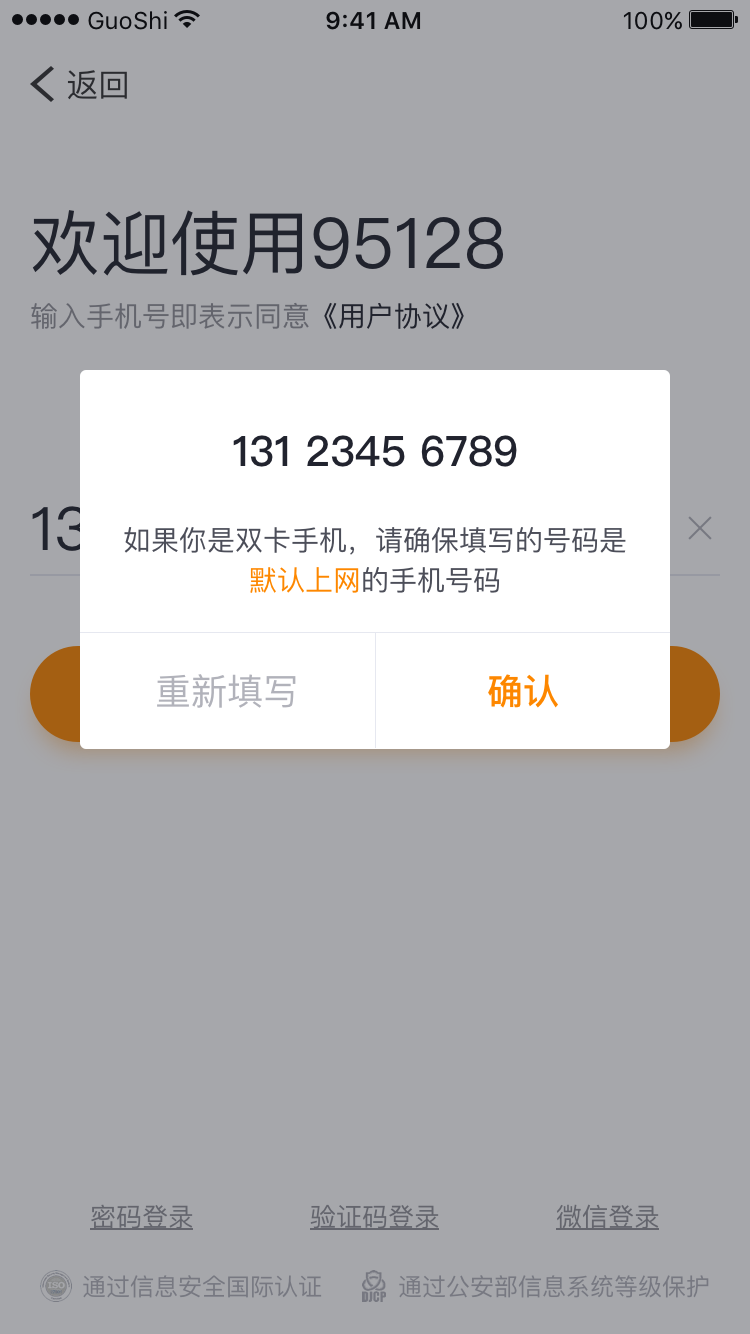 GuoShi 9:41 AM 100%
返回
欢迎使用95128
输入手机号即表示同意《用户协议》
13
131 2345 6789
如果你是双卡手机，请确保填写的号码是
默认上网的手机号码
重新填写 确认
密码登录 验证码登录 微信登录
ISO 通过信息安全国际认证 DJCP 通过公安部信息系统等级保护